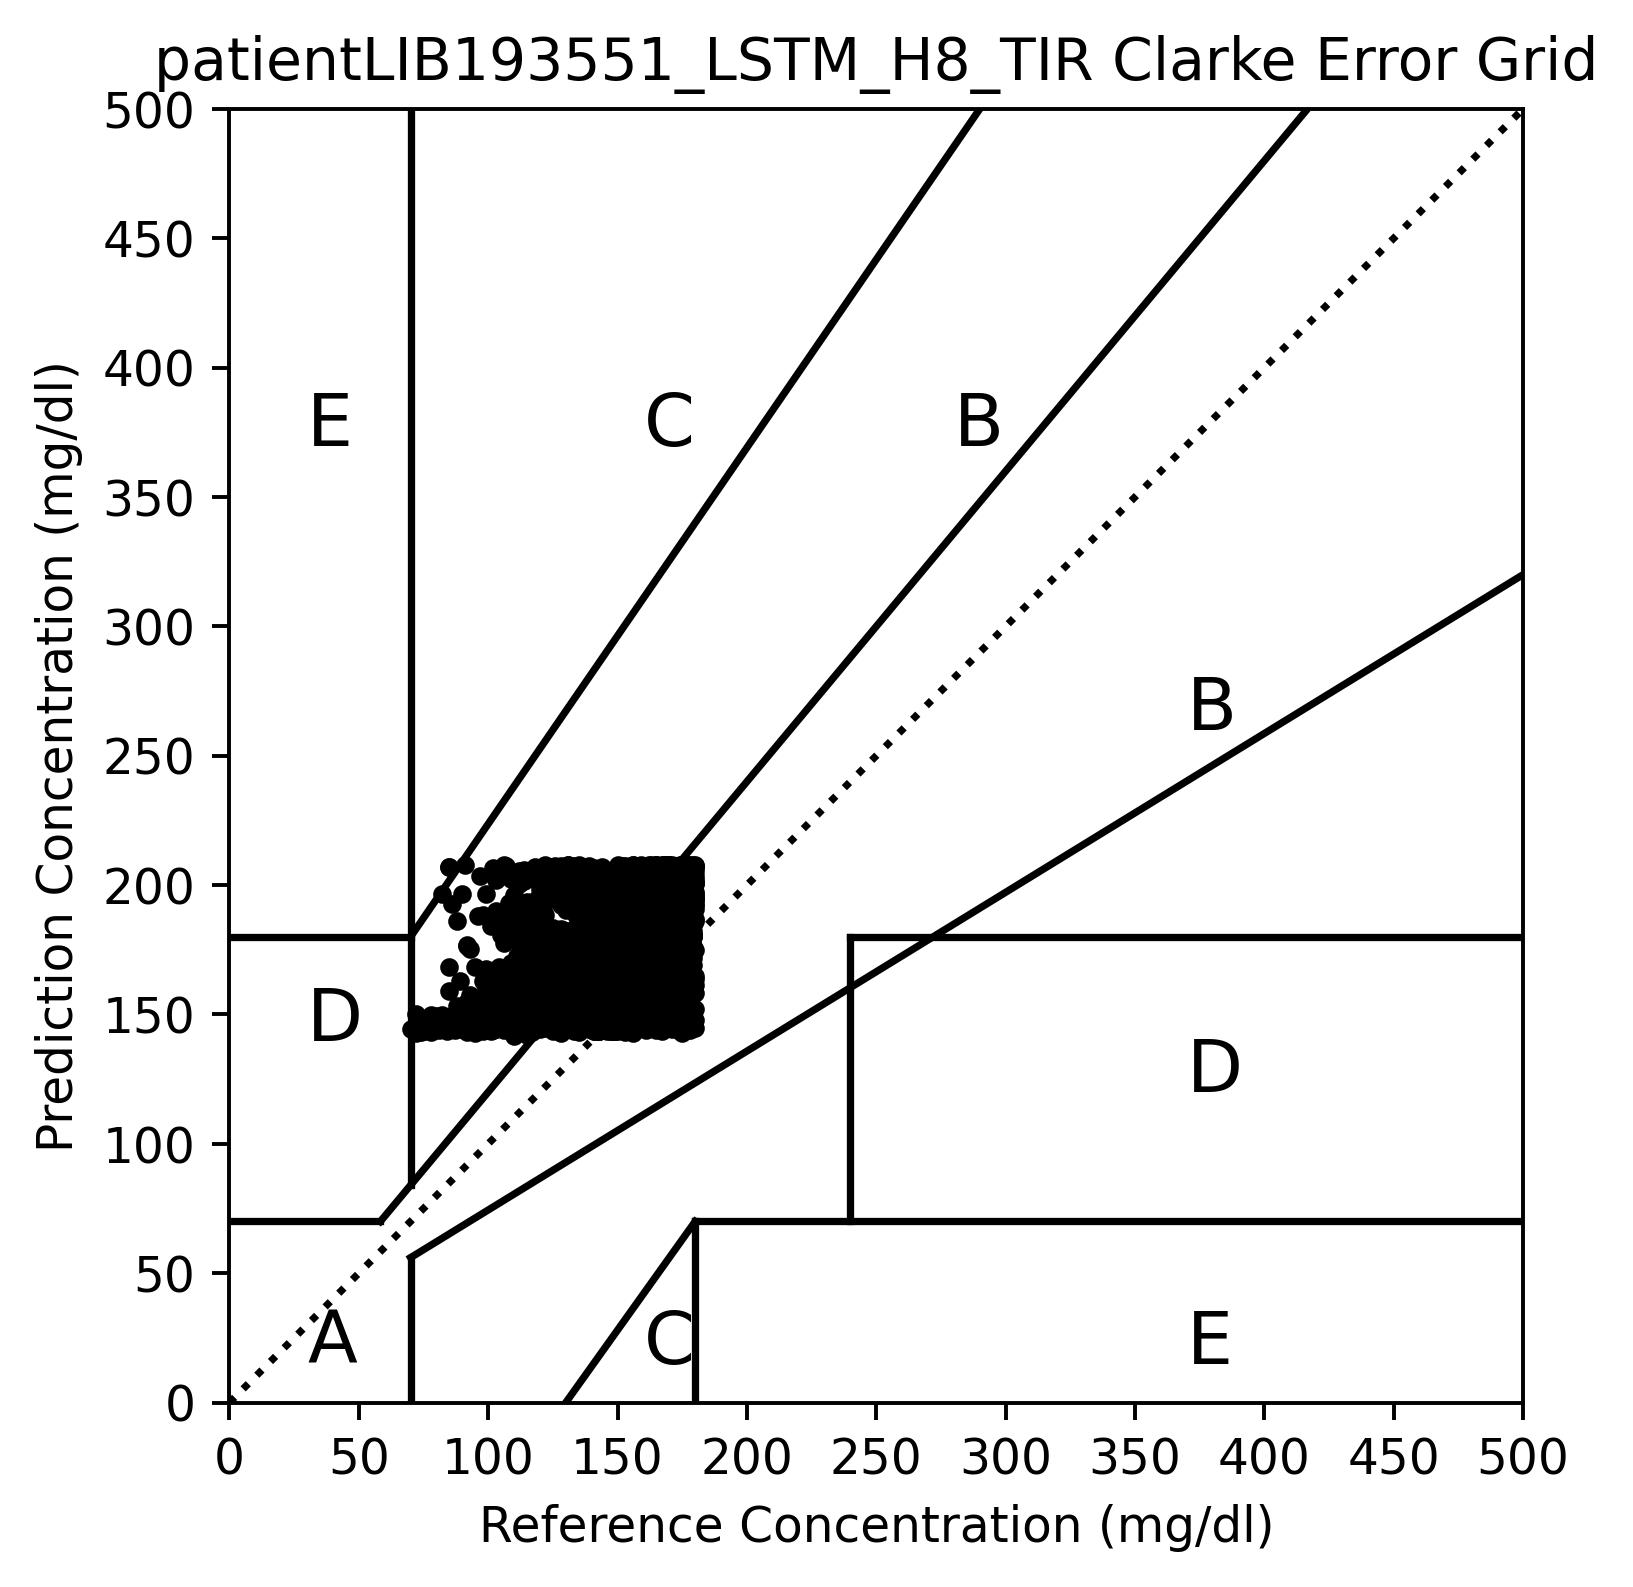 patientLIB193551_LSTM_H8_TIR Clarke Error Grid
500
450
400
350
300
250
200
150
100
50
0
Prediction Concentration (mg/dl)
E
C
B
B
D
D
A
C
E
0 50 100 150 200 250 300 350 400 450 500
Reference Concentration (mg/dl)